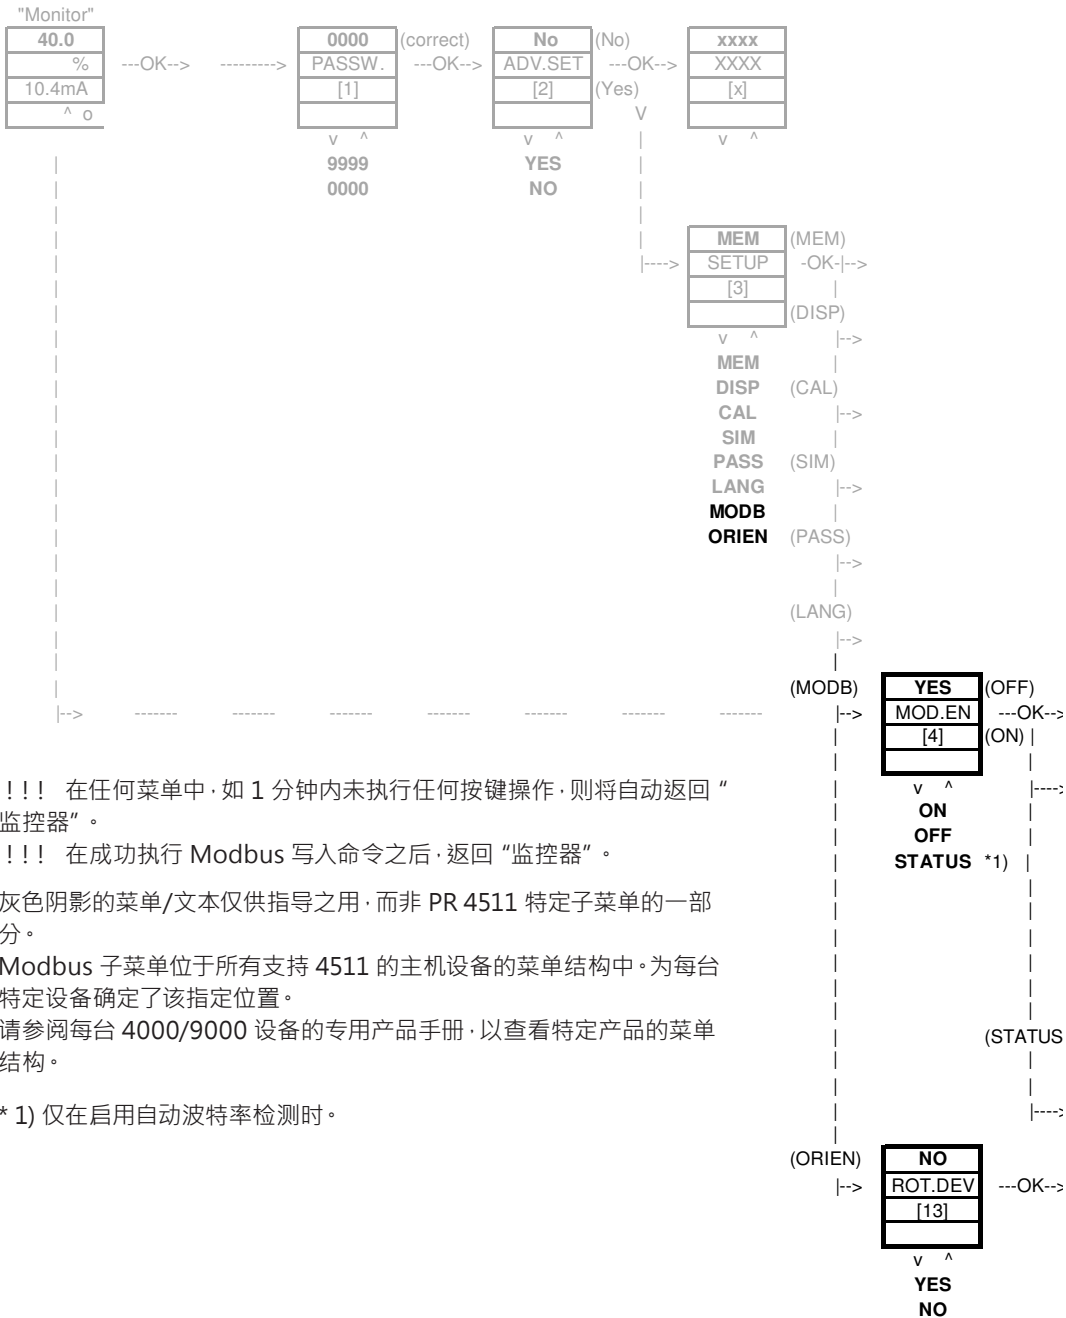 "Monitor"
40.0 0000 (correct) No (No) xxxx
% ---OK--> ---------> PASSW. ---OK--> ADV.SET ---OK--> XXXX
10.4mA [1] [2] (Yes) [x]
^ o V
v ^ v ^ | v ^
| 9999 YES |
| 0000 NO |
| |
| | MEM (MEM)
| |----> SETUP -OK-|-->
| [3] |
| (DISP)
| v ^ |-->
| MEM |
| DISP (CAL)
| CAL |-->
| SIM |
| PASS (SIM)
| LANG |-->
| MODB |
| ORIEN (PASS)
| |-->
| |
| (LANG)
| |-->
| |
| (MODB) YES (OFF)
|--> ------- ------- ------- ------- ------- ------- ------- |--> MOD.EN ---OK-->
| [4] (ON) |
| |
| v ^ |---->
| ON |
| OFF |
| STATUS *1) |
!!! 在任何菜单中,如 1 分钟内未执行任何按键操作,则将自动返回 “
监控器”。
!!! 在成功执行 Modbus 写入命令之后,返回 “监控器”。
灰色阴影的菜单/文本仅供指导之用,而非 PR 4511 特定子菜单的一部
分。
Modbus 子菜单位于所有支持 4511 的主机设备的菜单结构中。为每台
特定设备确定了该指定位置。
请参阅每台 4000/9000 设备的专用产品手册,以查看特定产品的菜单
结构。
* 1) 仅在启用自动波特率检测时。
| (STATUS
| |
| |
| |---->
|
(ORIEN) NO
|--> ROT.DEV ---OK-->
[13]
v ^
YES
NO